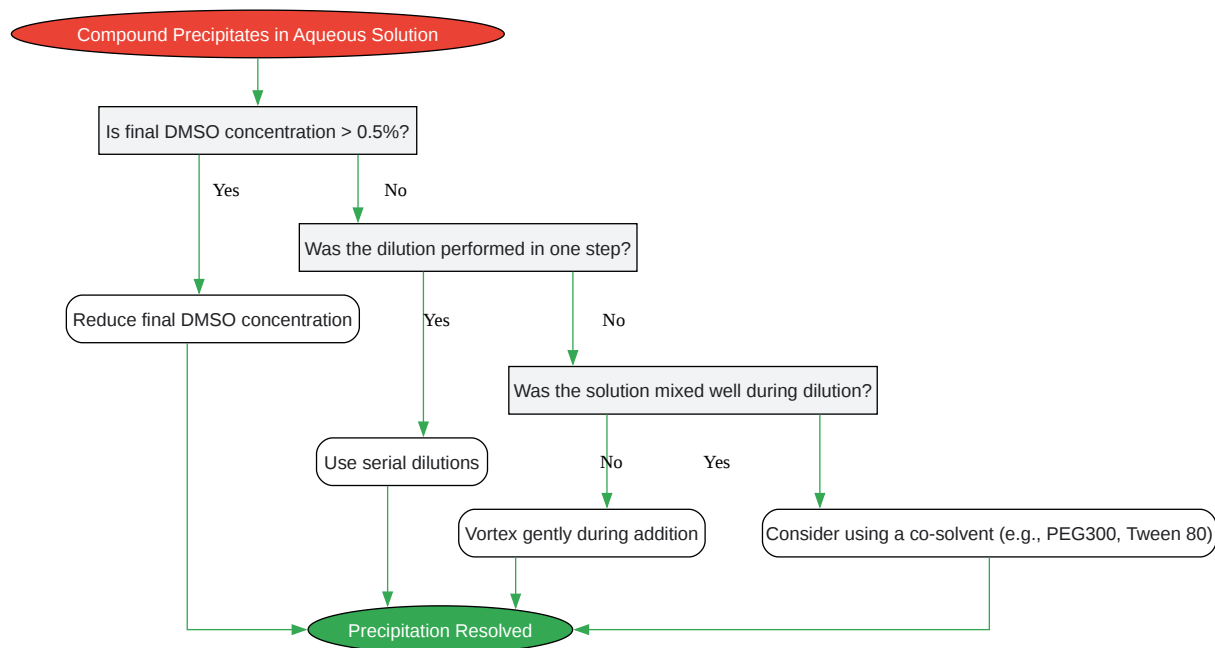 Compound Precipitates in Aqueous Solution
Is final DMSO concentration > 0.5%?
Yes
No
Was the dilution performed in one step?
Reduce final DMSO concentration
Yes
No
Was the solution mixed well during dilution?
Use serial dilutions
No
Yes
Vortex gently during addition
Consider using a co-solvent (e.g., PEG300, Tween 80)
Precipitation Resolved